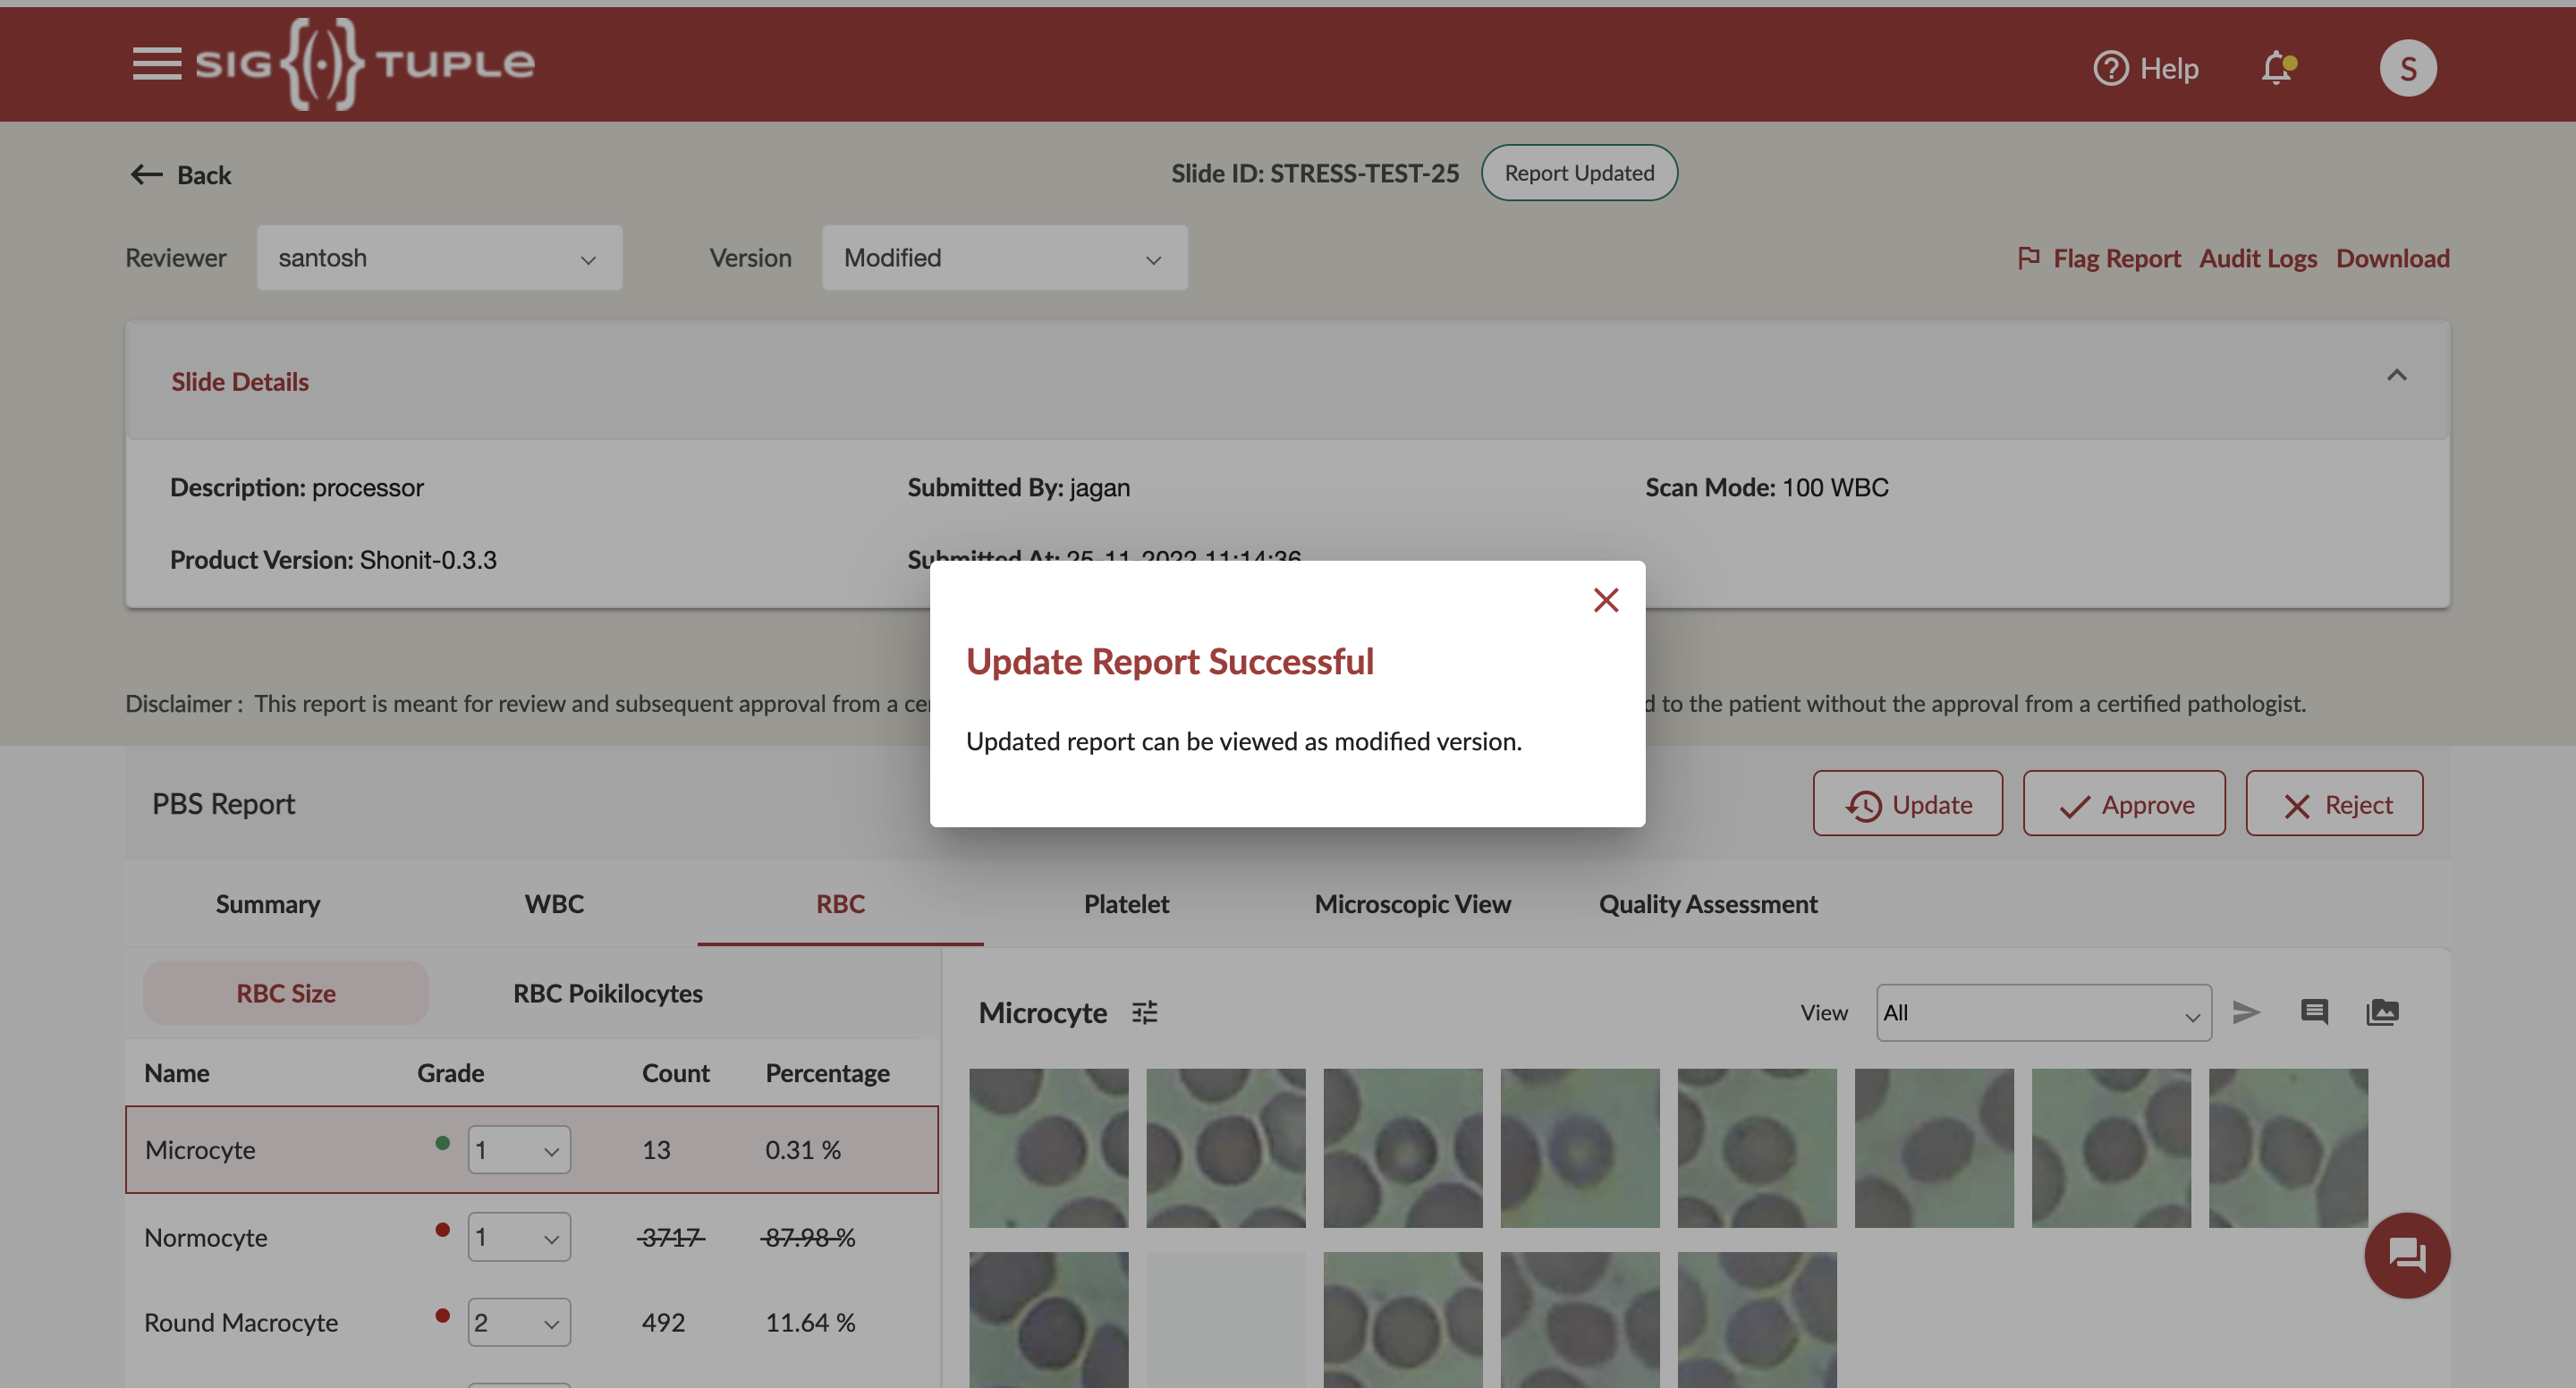 SIG TUPLE
Help
S
Back
Slide ID: STRESS-TEST-25
Report Updated
Reviewer
santosh
Version
Modified
Flag Report
Audit Logs
Download
Slide Details
Description: processor
Submitted By: jagan
Scan Mode: 100 WBC
Product Version: Shonit-0.3.3
Submitted At: 25-11-2022 11:14:36
Update Report Successful
Updated report can be viewed as modified version.
Disclaimer : This report is meant for review and subsequent approval from a
to the patient without the approval from a certified pathologist.
PBS Report
Update
Approve
Reject
Summary
WBC
RBC
Platelet
Microscopic View
Quality Assessment
RBC Size
RBC Poikilocytes
Microcyte
View
All
Name
Grade
Count
Percentage
Microcyte
1
13
0.31 %
Normocyte
1
3717
87.98 %
Round Macrocyte
2
492
11.64 %